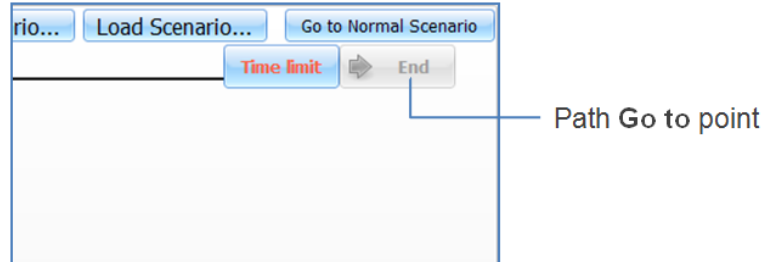 rio... Load Scenario... Go to Normal Scenario
Time limit End
Path Go to point